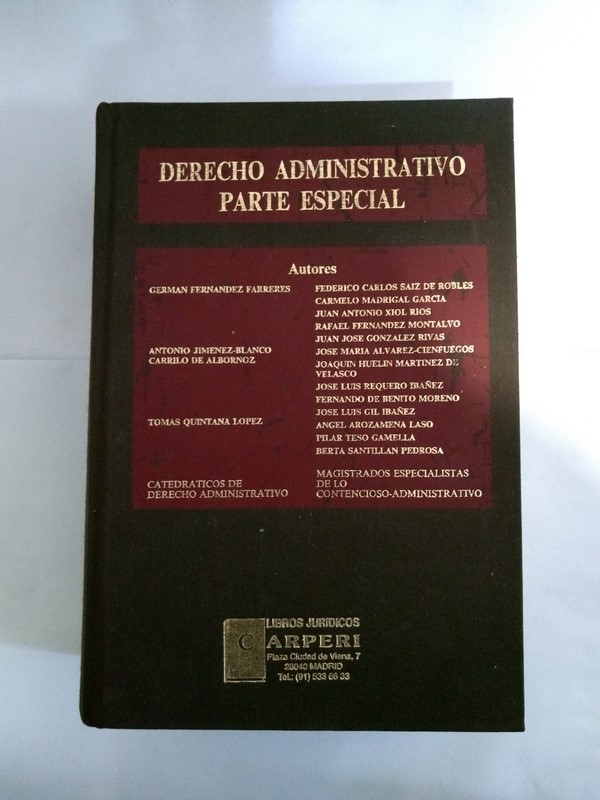 DERECHO ADMINISTRATIVO
PARTE ESPECIAL
Autores
GERMAN FERNANDEZ FARRERES
ANTONIO JIMENEZ-BLANCO
CARRILO DE ALBORNOZ
TOMAS QUINTANA LOPEZ
CATEDRATICOS DE
DERECHO ADMINISTRATIVO
FEDERICO CARLOS SAIZ DE ROBLES
CARMELO MADRIGAL GARCIA
JUAN ANTONIO XIOL RIOS
RAFAEL FERNANDEZ MONTALVO
JUAN JOSE GONZALEZ RIVAS
JOSE MARIA ALVAREZ-CIENFUEGOS
JOAQUIN HUELIN MARTINEZ DE
VELASCO
JOSE LUIS REQUERO IBAÑEZ
FERNANDO DE BENITO MORENO
JOSE LUIS GIL IBAÑEZ
ANGEL AROZAMENA LASO
PILAR TESO GAMELLA
BERTA SANTILLAN PEDROSA
MAGISTRADOS ESPECIALISTAS
DE LO
CONTENCIOSO-ADMINISTRATIVO
LIBROS JURIDICOS
CARPERI
Plaza Ciudad de Viena, 7
28040 MADRID
Tel.: (91) 533 66 33